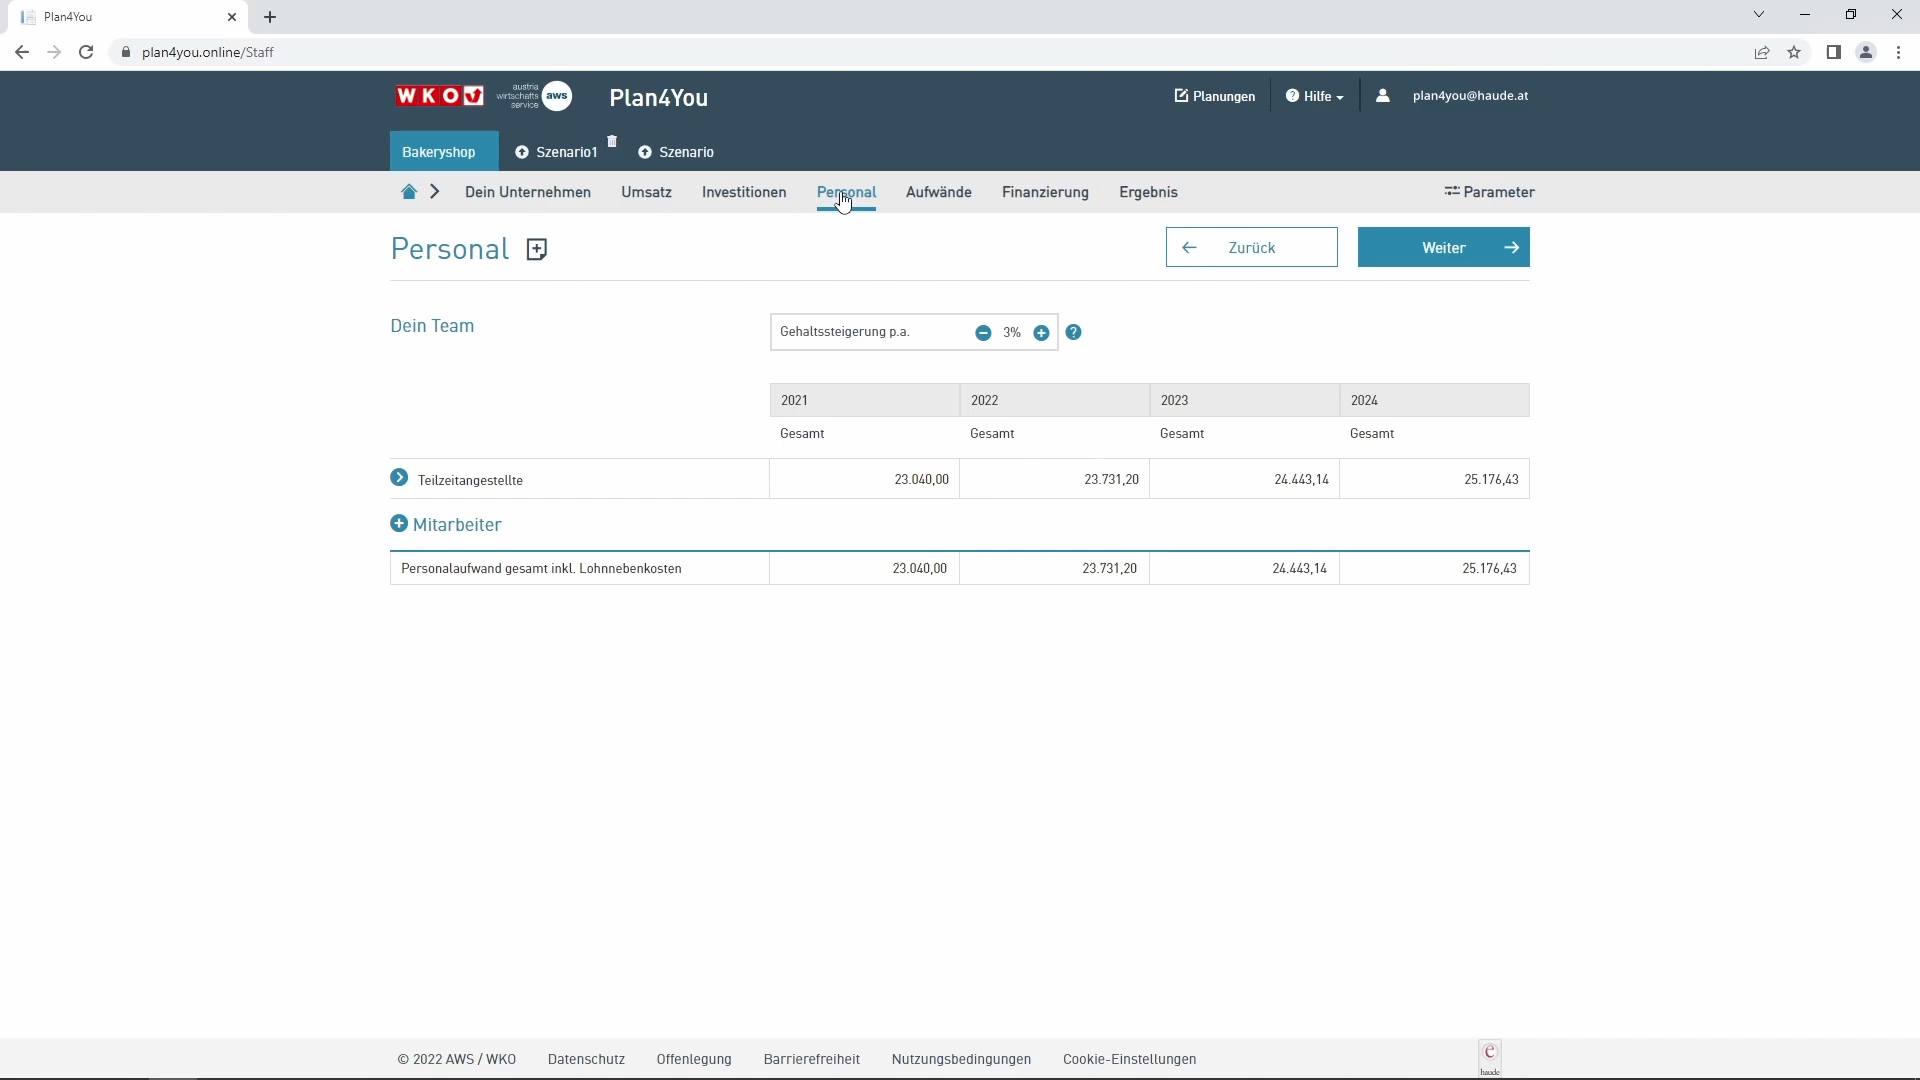 Plan4You
plan4you.online/Staff
WKO austria wirtschafts service aws Plan4You Planungen Hilfe plan4you@haude.at
Bakeryshop Szenario1 Szenario
Dein Unternehmen Umsatz Investitionen Personal Aufwände Finanzierung Ergebnis Parameter
Personal Zurück Weiter
Dein Team Gehaltssteigerung p.a. 3%
2021 2022 2023 2024
Gesamt Gesamt Gesamt Gesamt
Teilzeitangestellte 23.040,00 23.731,20 24.443,14 25.176,43
Mitarbeiter
Personalaufwand gesamt inkl. Lohnnebenkosten 23.040,00 23.731,20 24.443,14 25.176,43
© 2022 AWS / WKO Datenschutz Offenlegung Barrierefreiheit Nutzungsbedingungen Cookie-Einstellungen e haude